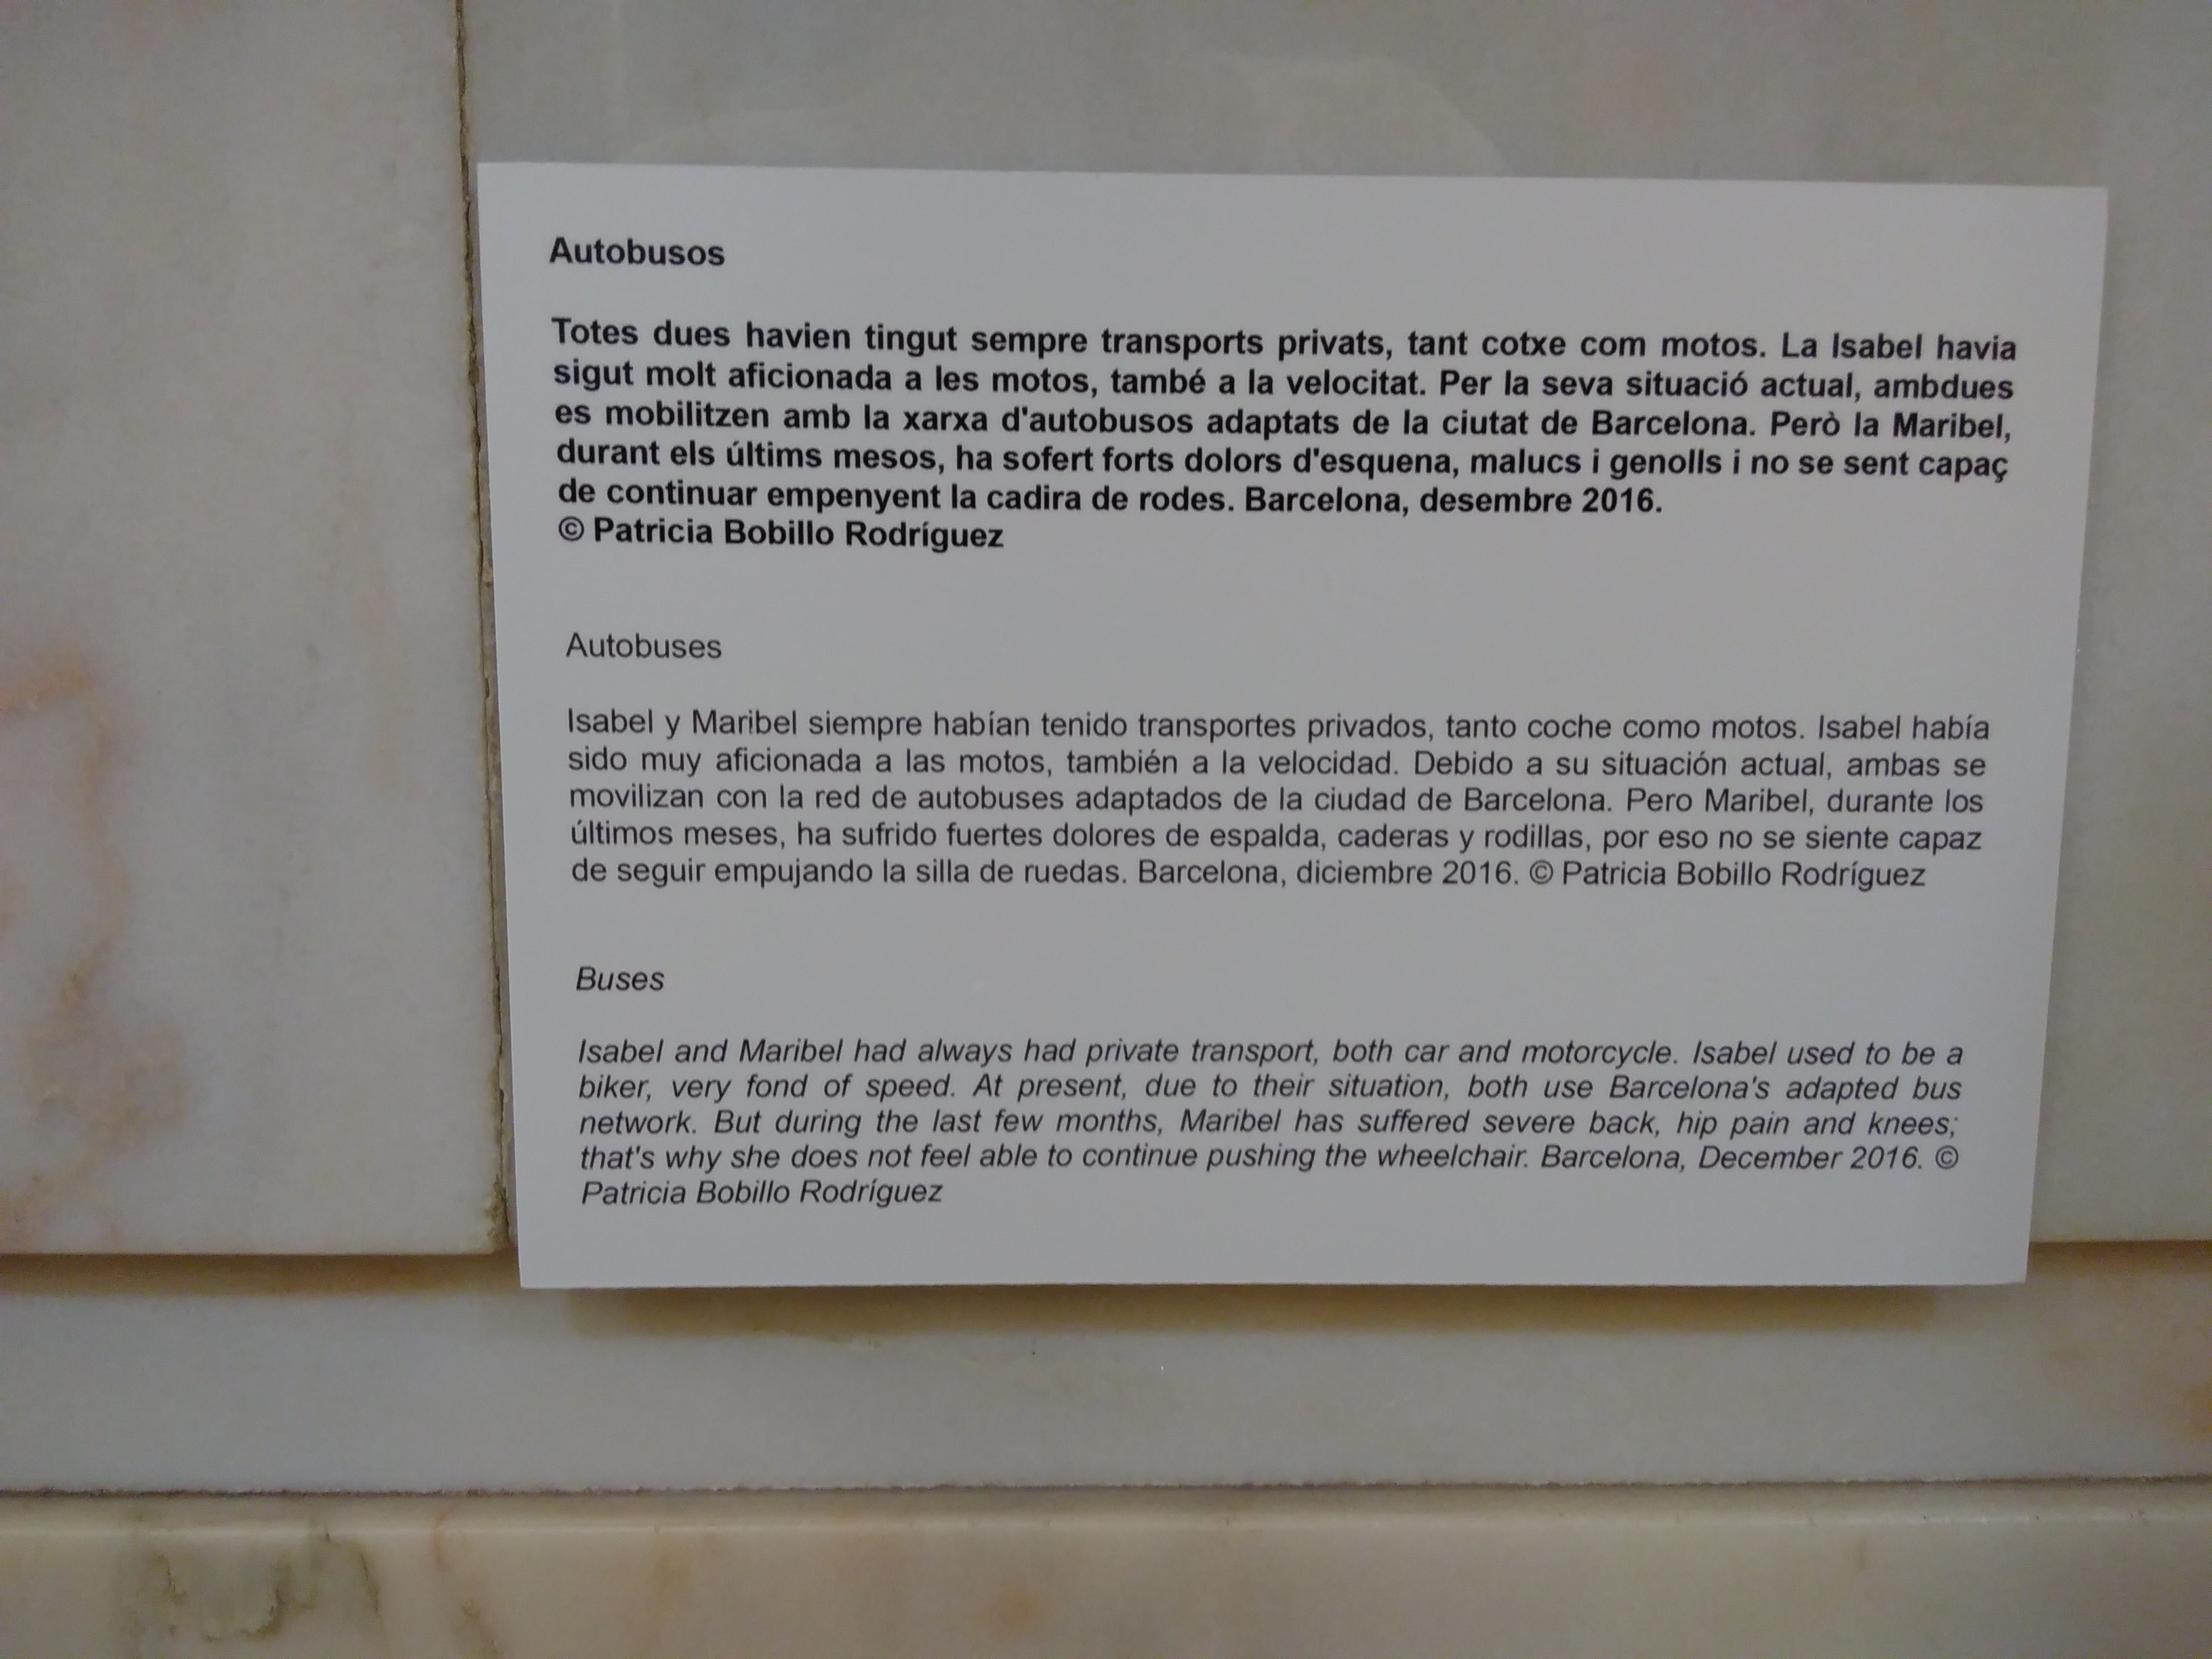 Autobusos
Totes dues havien tingut sempre transports privats, tant cotxe com motos. La Isabel havia
sigut molt aficionada a les motos, també a la velocitat. Per la seva situació actual, ambdues
es mobilitzen amb la xarxa d'autobusos adaptats de la ciutat de Barcelona. Però la Maribel,
durant els últims mesos, ha sofert forts dolors d'esquena, malucs i genolls i no se sent capaç
de continuar empenyent la cadira de rodes. Barcelona, desembre 2016.
© Patricia Bobillo Rodríguez
Autobuses
Isabel y Maribel siempre habían tenido transportes privados, tanto coche como motos. Isabel había
sido muy aficionada a las motos, también a la velocidad. Debido a su situación actual, ambas se
movilizan con la red de autobuses adaptados de la ciudad de Barcelona. Pero Maribel, durante los
últimos meses, ha sufrido fuertes dolores de espalda, caderas y rodillas, por eso no se siente capaz
de seguir empujando la silla de ruedas. Barcelona, diciembre 2016. © Patricia Bobillo Rodríguez
Buses
Isabel and Maribel had always had private transport, both car and motorcycle. Isabel used to be a
biker, very fond of speed. At present, due to their situation, both use Barcelona's adapted bus
network. But during the last few months, Maribel has suffered severe back, hip pain and knees;
that's why she does not feel able to continue pushing the wheelchair. Barcelona, December 2016. ©
Patricia Bobillo Rodríguez